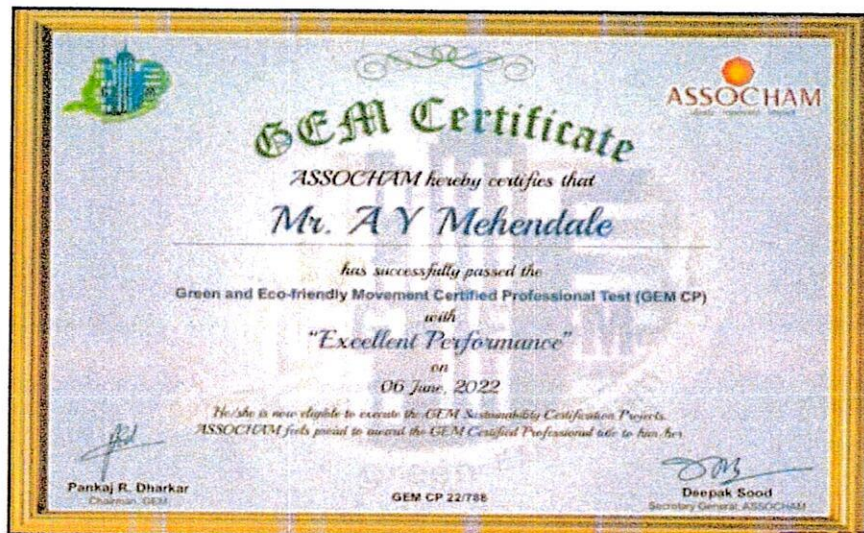 GEM
ASSOCHAM
GEM Certificate
ASSOCHAM hereby certifies that
Mr. A Y Mehendale
has successfully passed the
Green and Eco-friendly Movement Certified Professional Test (GEM CP)
with
"Excellent Performance"
on
06 June, 2022
He/she is now eligible to execute the GEM Sustainability Certification Projects.
ASSOCHAM feels proud to award the GEM Certified Professional title to him/her
Pankaj R. Dharkar
Chairman, GEM
GEM CP 22/788
Deepak Sood
Secretary General, ASSOCHAM